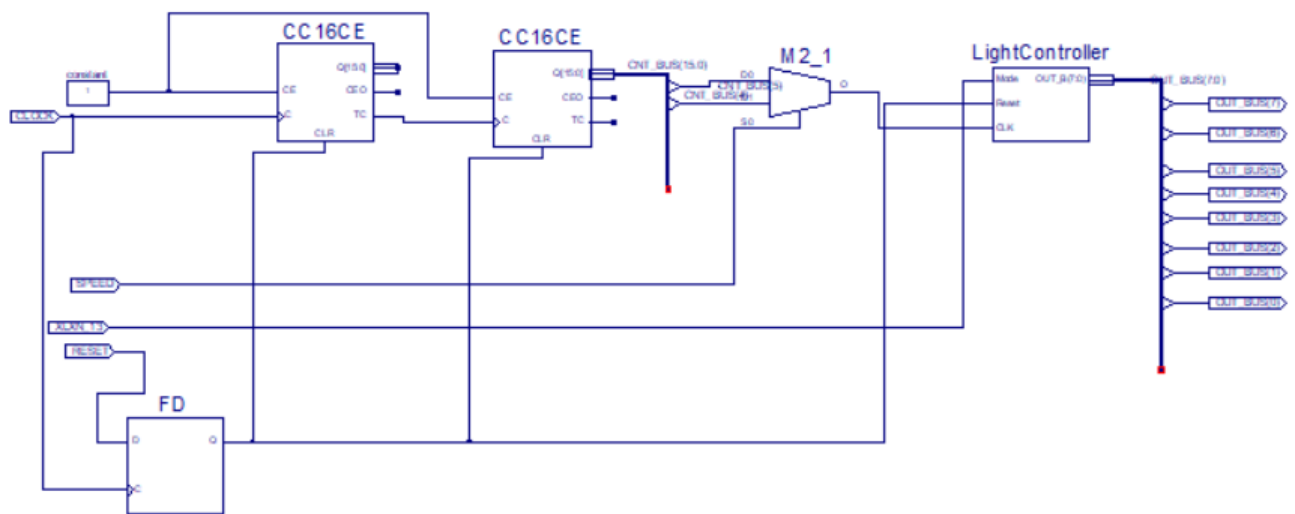 CC16CE
CC16CE
M2_1
LightController
constant
1
Q[15:0]
CE
CEO
C
TC
CLR
Q[15:0]
CE
CEO
C
TC
CLR
CNT_BUS(15:0)
D0
CNT_BUS(5)
S0
O
Mode
OUT_B(7:0)
Reset
CLK
OUT_BUS(7:0)
OUT_BUS(7)
OUT_BUS(6)
OUT_BUS(5)
OUT_BUS(4)
OUT_BUS(3)
OUT_BUS(2)
OUT_BUS(1)
OUT_BUS(0)
CLOCK
SPEED
RESET
FD
D
Q
C